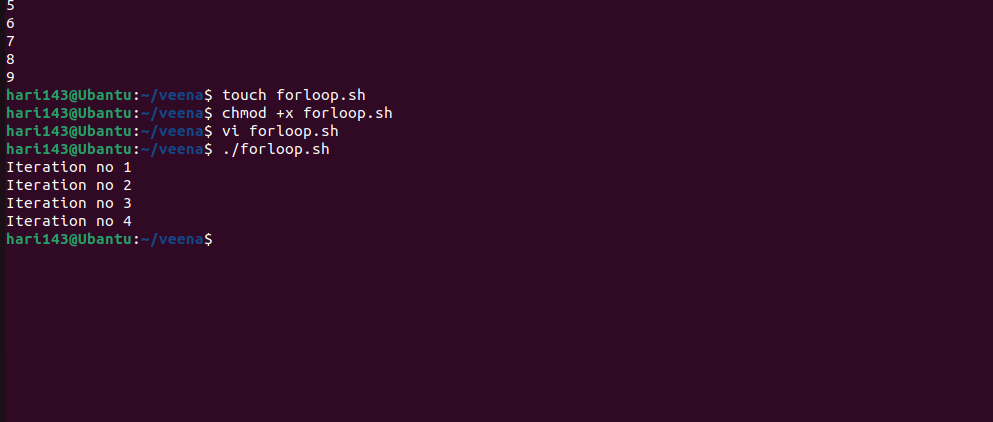 5
6
7
8
9
hari143@Ubantu:~/veena$ touch forloop.sh
hari143@Ubantu:~/veena$ chmod +x forloop.sh
hari143@Ubantu:~/veena$ vi forloop.sh
hari143@Ubantu:~/veena$ ./forloop.sh
Iteration no 1
Iteration no 2
Iteration no 3
Iteration no 4
hari143@Ubantu:~/veena$